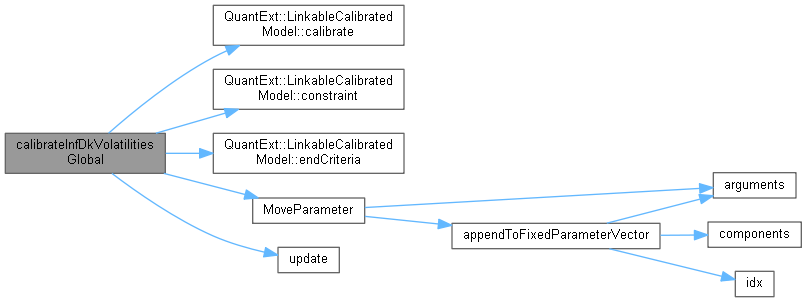 calibrateInfDkVolatilities
Global
QuantExt::LinkableCalibrated
Model::calibrate
QuantExt::LinkableCalibrated
Model::constraint
QuantExt::LinkableCalibrated
Model::endCriteria
MoveParameter
update
appendToFixedParameterVector
arguments
components
idx